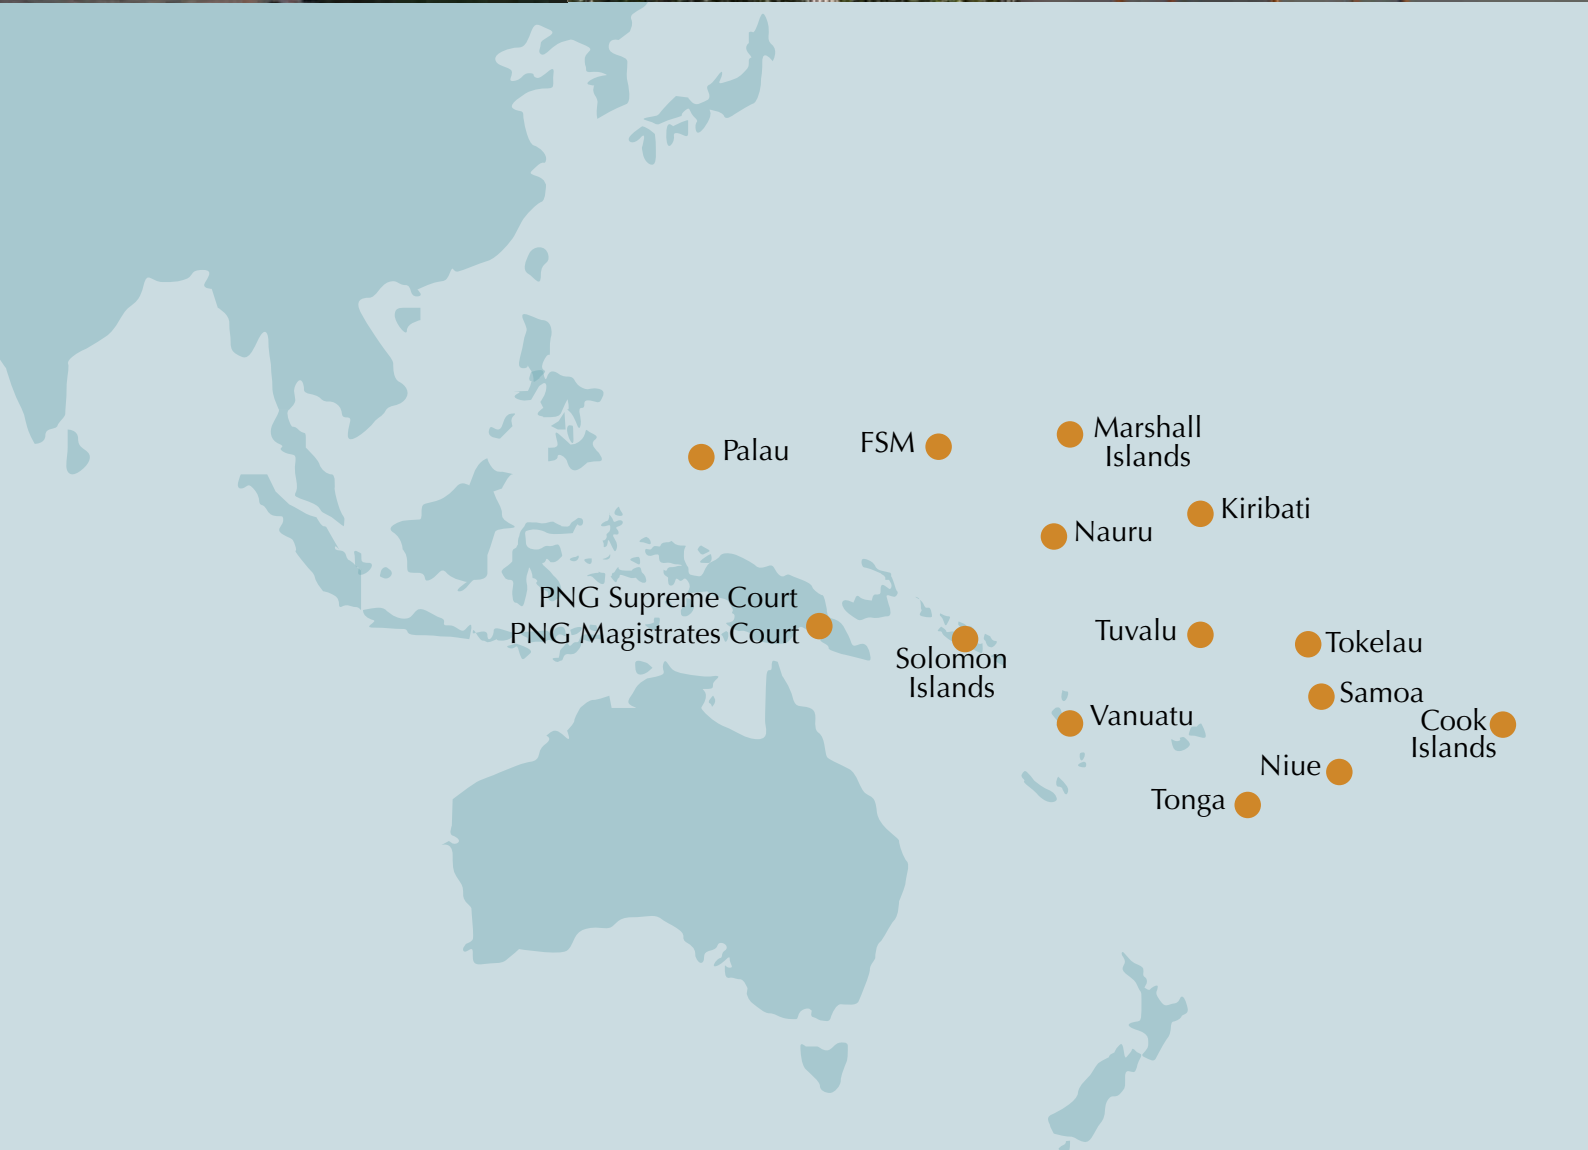 Marshall
Islands
FSM
Palau
Kiribati
Nauru
PNG Supreme Court
PNG Magistrates Court
Tuvalu
Tokelau
Solomon
Islands
Samoa
Vanuatu
Cook
Islands
Niue
Tonga